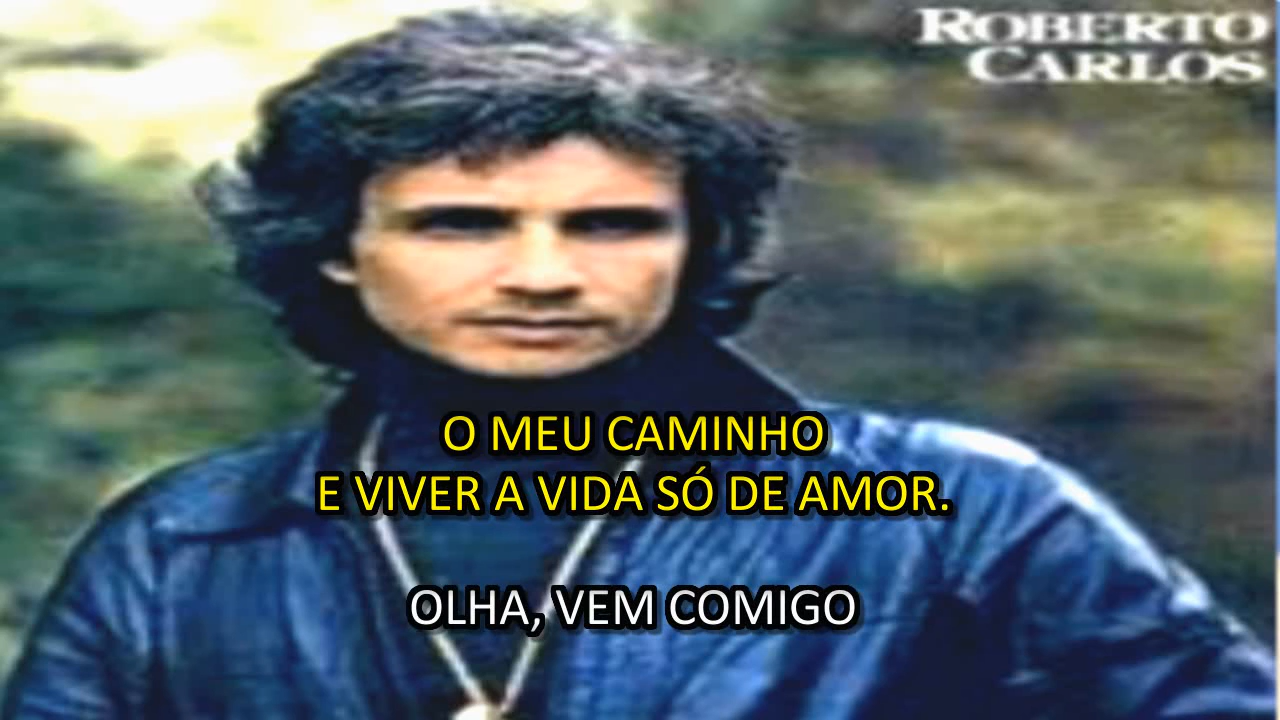 ROBERTO
CARLOS
O MEU CAMINHO
E VIVER A VIDA SÓ DE AMOR.
OLHA, VEM COMIGO